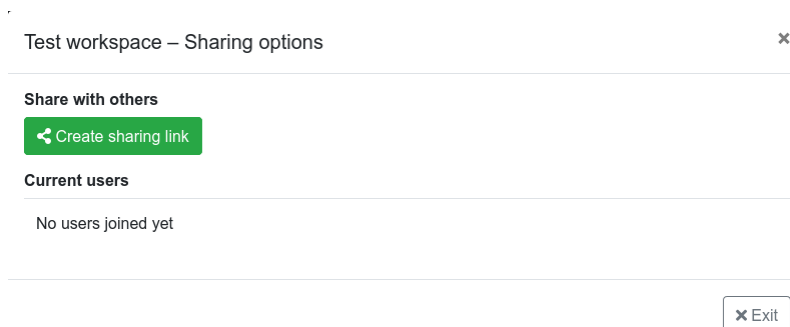 Test workspace – Sharing options
Share with others
Create sharing link
Current users
No users joined yet
Exit